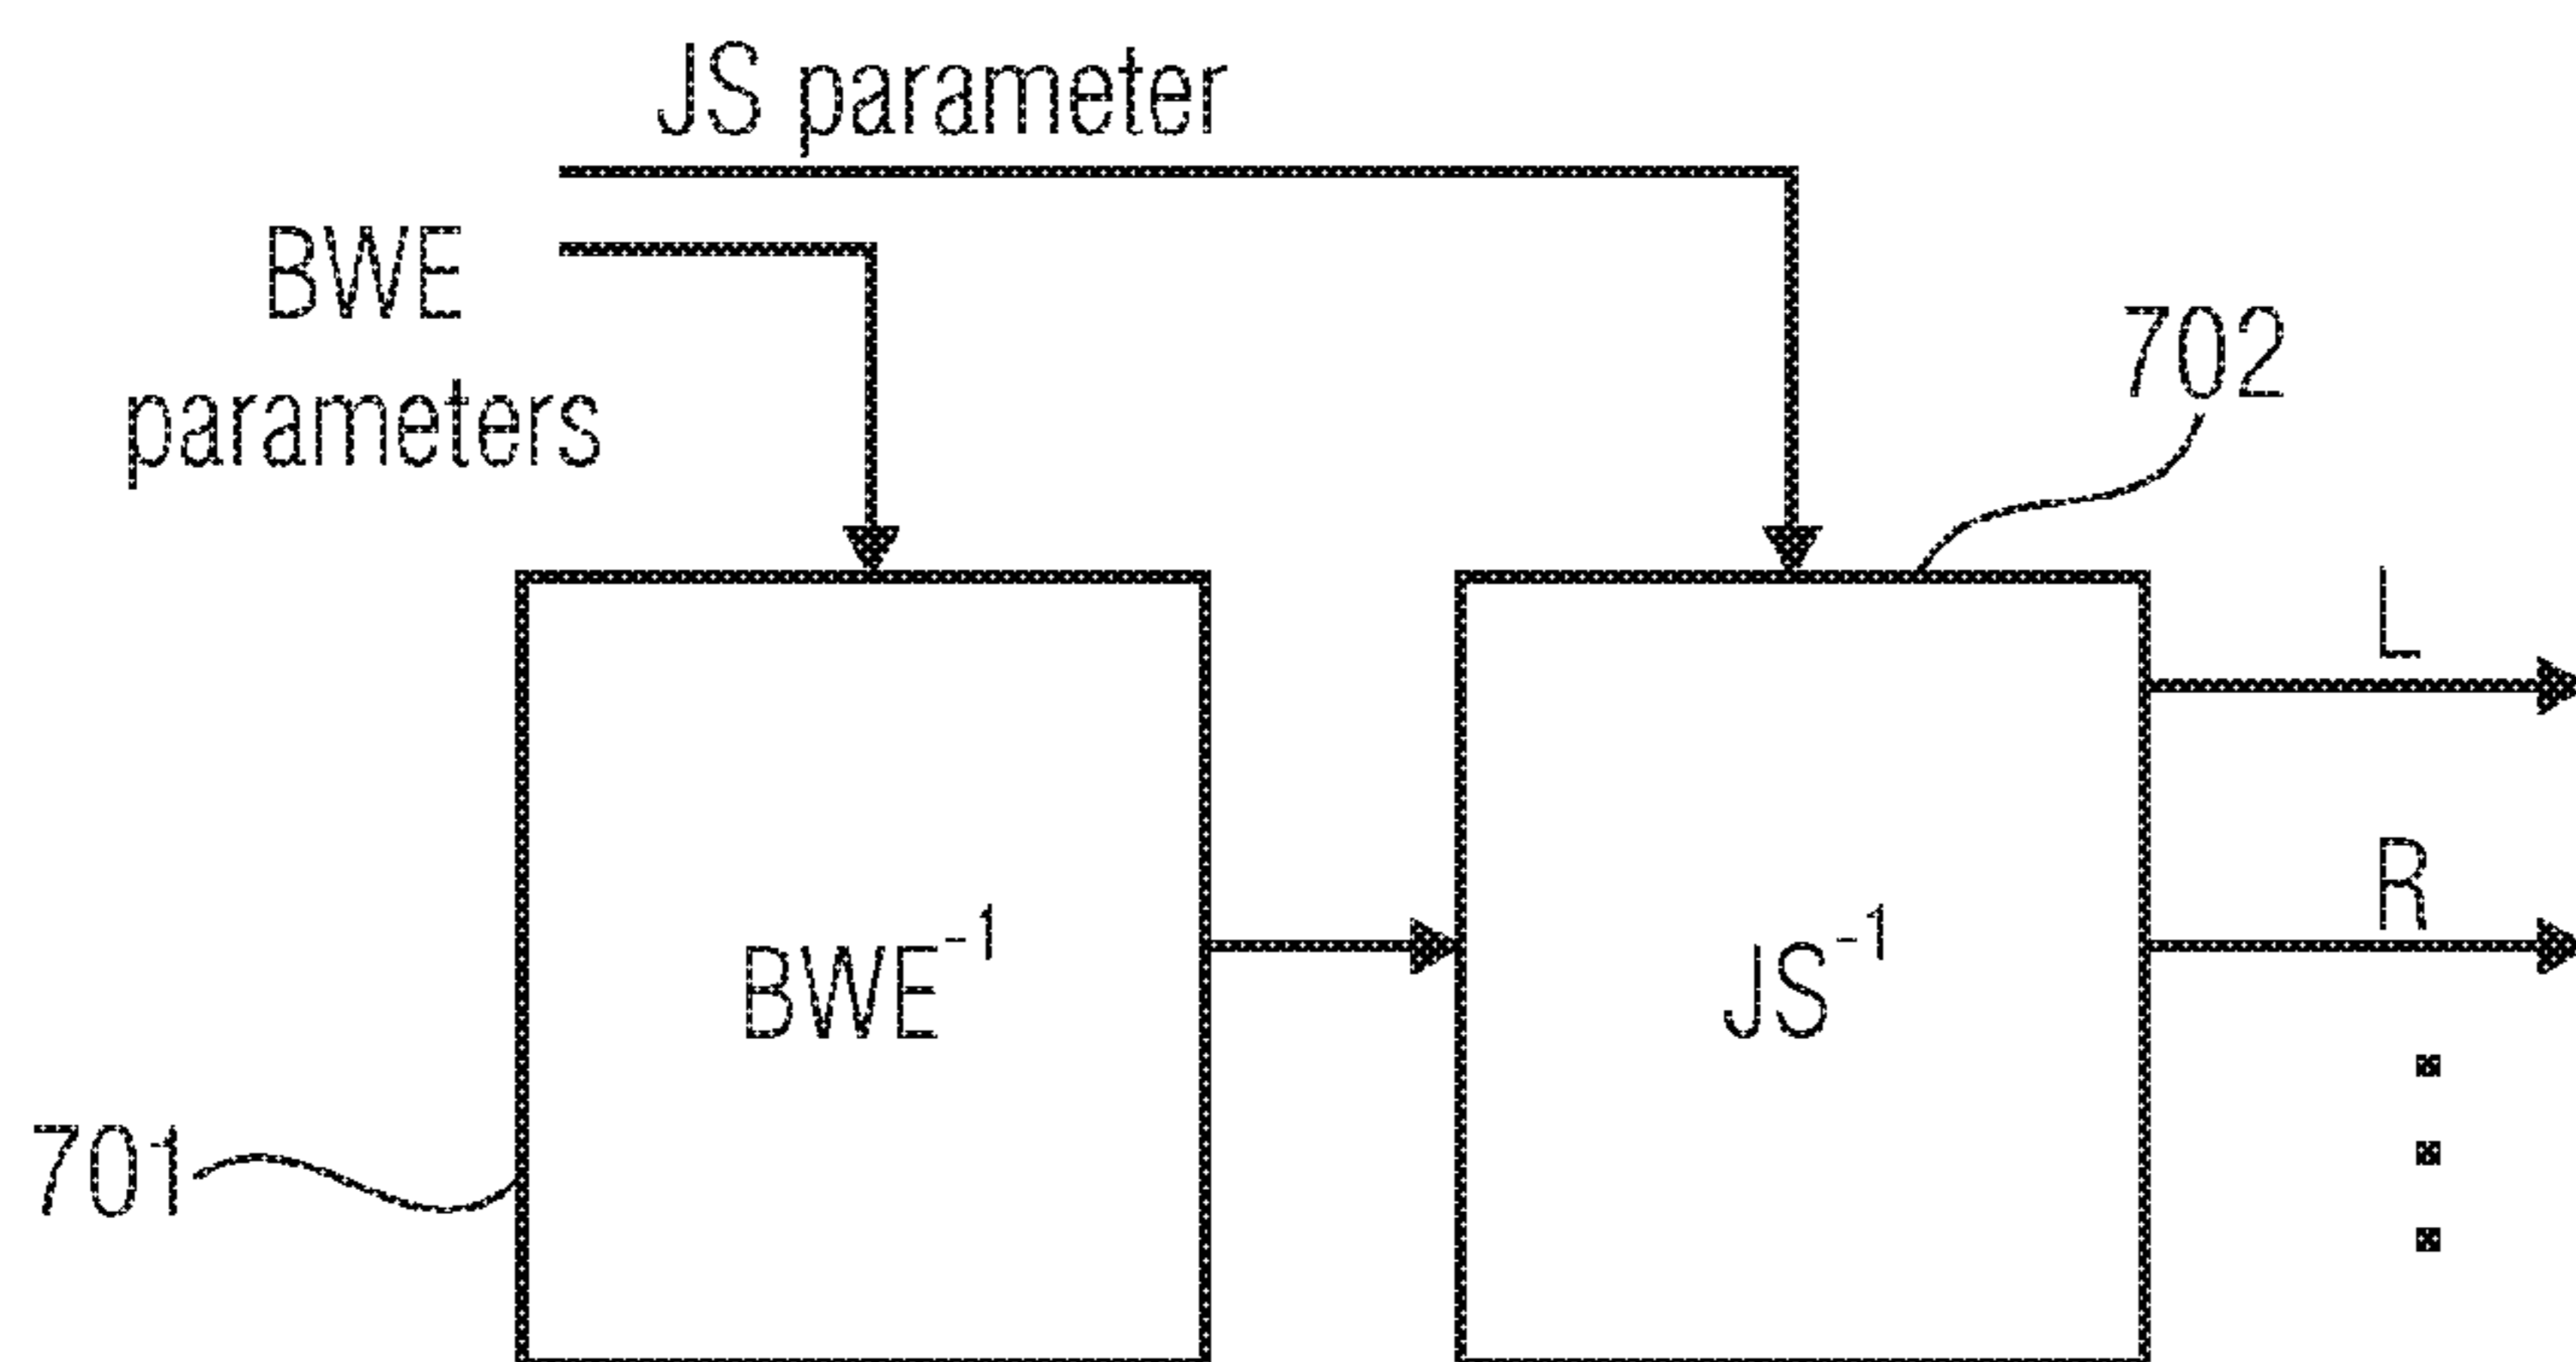 JS parameter
BWE
parameters
702
L
R
BWE⁻¹
JS⁻¹
701